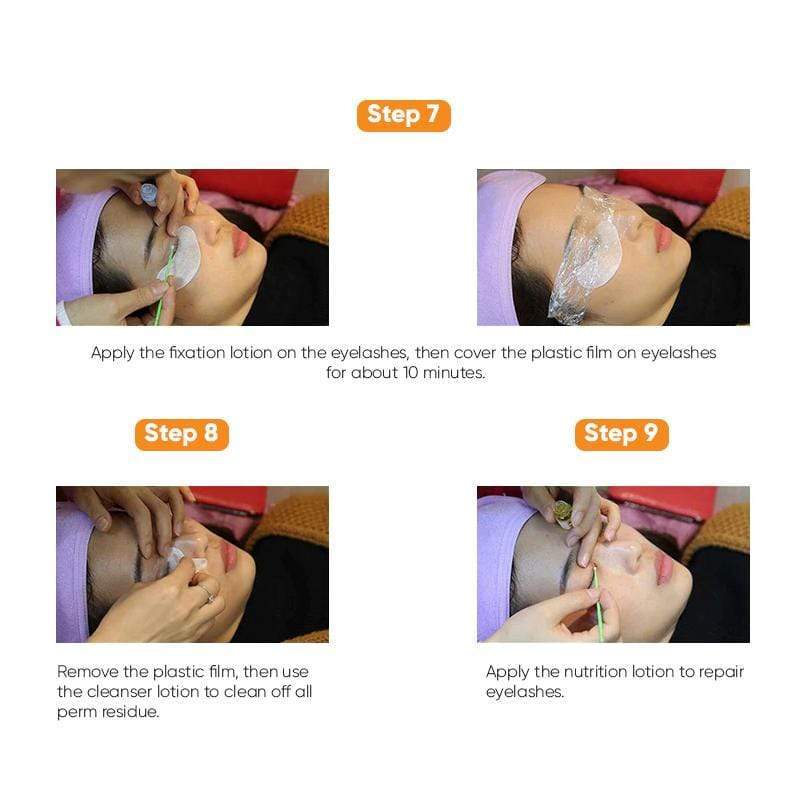 Step 7
Apply the fixation lotion on the eyelashes, then cover the plastic film on eyelashes
for about 10 minutes.
Step 8
Step 9
Remove the plastic film, then use
the cleanser lotion to clean off all
perm residue.
Apply the nutrition lotion to repair
eyelashes.